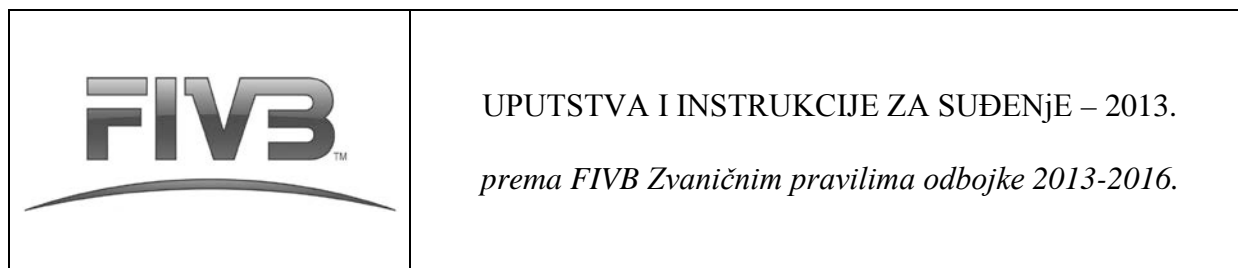 FIVB
TM
UPUTSTVA I INSTRUKCIJE ZA SUĐENjE – 2013.
prema FIVB Zvaničnim pravilima odbojke 2013-2016.